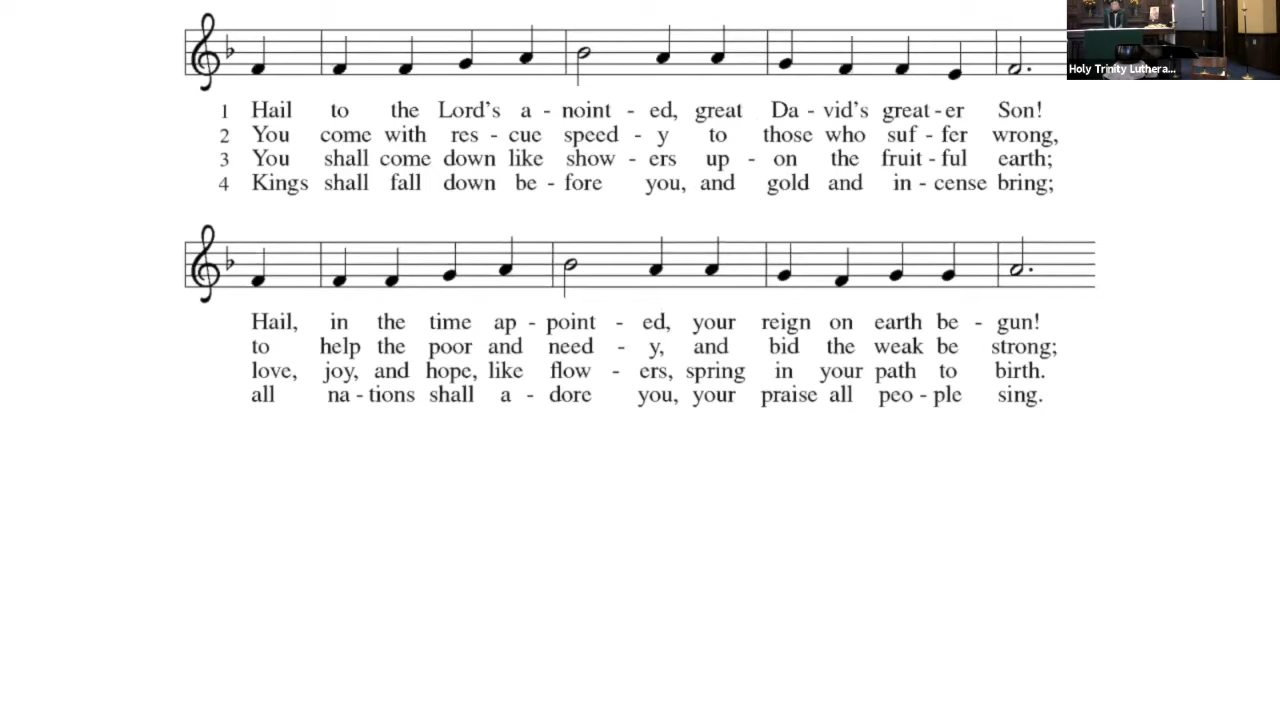 Holy Trinity Luthera...
1 Hail to the Lord's a - noint - ed, great Da - vid's great - er Son!
2 You come with res - cue speed - y to those who suf - fer wrong,
3 You shall come down like show - ers up - on the fruit - ful earth;
4 Kings shall fall down be - fore you, and gold and in - cense bring;
Hail, in the time ap - point - ed, your reign on earth be - gun!
to help the poor and need - y, and bid the weak be strong;
love, joy, and hope, like flow - ers, spring in your path to birth.
all na - tions shall a - dore you, your praise all peo - ple sing.